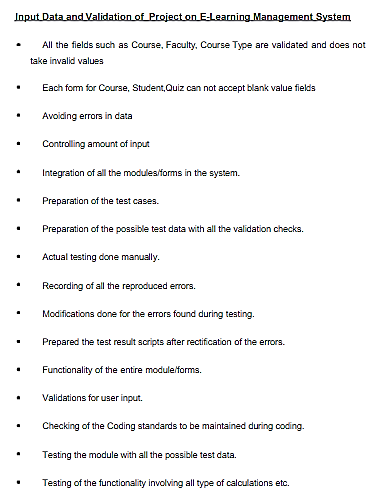 Input Data and Validation of  Project on E-Learning Management System
• All the fields such as Course, Faculty, Course Type are validated and does not
take invalid values
• Each form for Course, Student,Quiz can not accept blank value fields
• Avoiding errors in data
• Controlling amount of input
• Integration of all the modules/forms in the system.
• Preparation of the test cases.
• Preparation of the possible test data with all the validation checks.
• Actual testing done manually.
• Recording of all the reproduced errors.
• Modifications done for the errors found during testing.
• Prepared the test result scripts after rectification of the errors.
• Functionality of the entire module/forms.
• Validations for user input.
• Checking of the Coding standards to be maintained during coding.
• Testing the module with all the possible test data.
• Testing of the functionality involving all type of calculations etc.